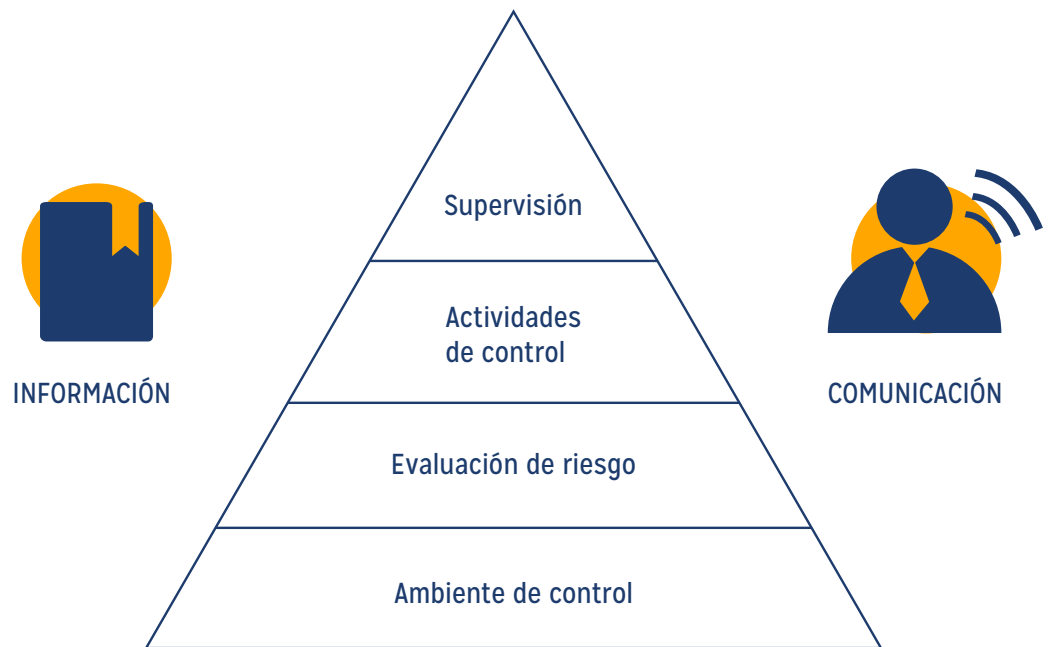 Supervisión
Actividades
de control
INFORMACIÓN
COMUNICACIÓN
Evaluación de riesgo
Ambiente de control